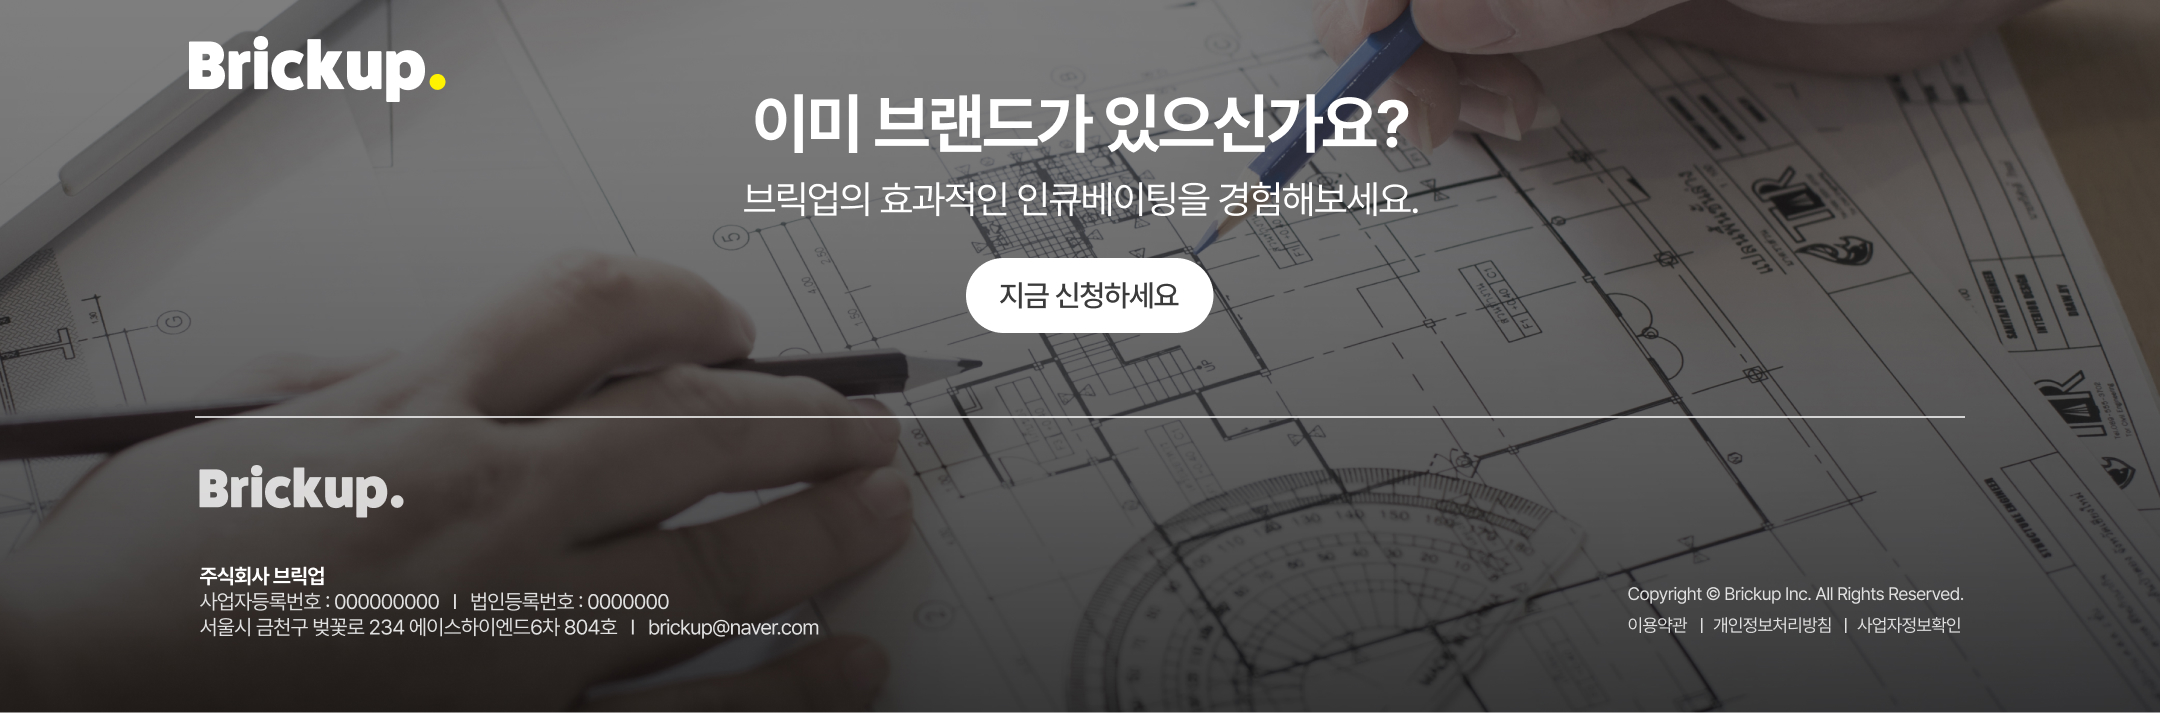 Brickup.
이미 브랜드가 있으신가요?
브릭업의 효과적인 인큐베이팅을 경험해보세요.
지금 신청하세요
Brickup.
주식회사 브릭업
사업자등록번호 : 000000000 | 법인등록번호 : 0000000
서울시 금천구 벚꽃로 234 에이스하이엔드6차 804호 | brickup@naver.com
Copyright © Brickup Inc. All Rights Reserved.
이용약관 | 개인정보처리방침 | 사업자정보확인